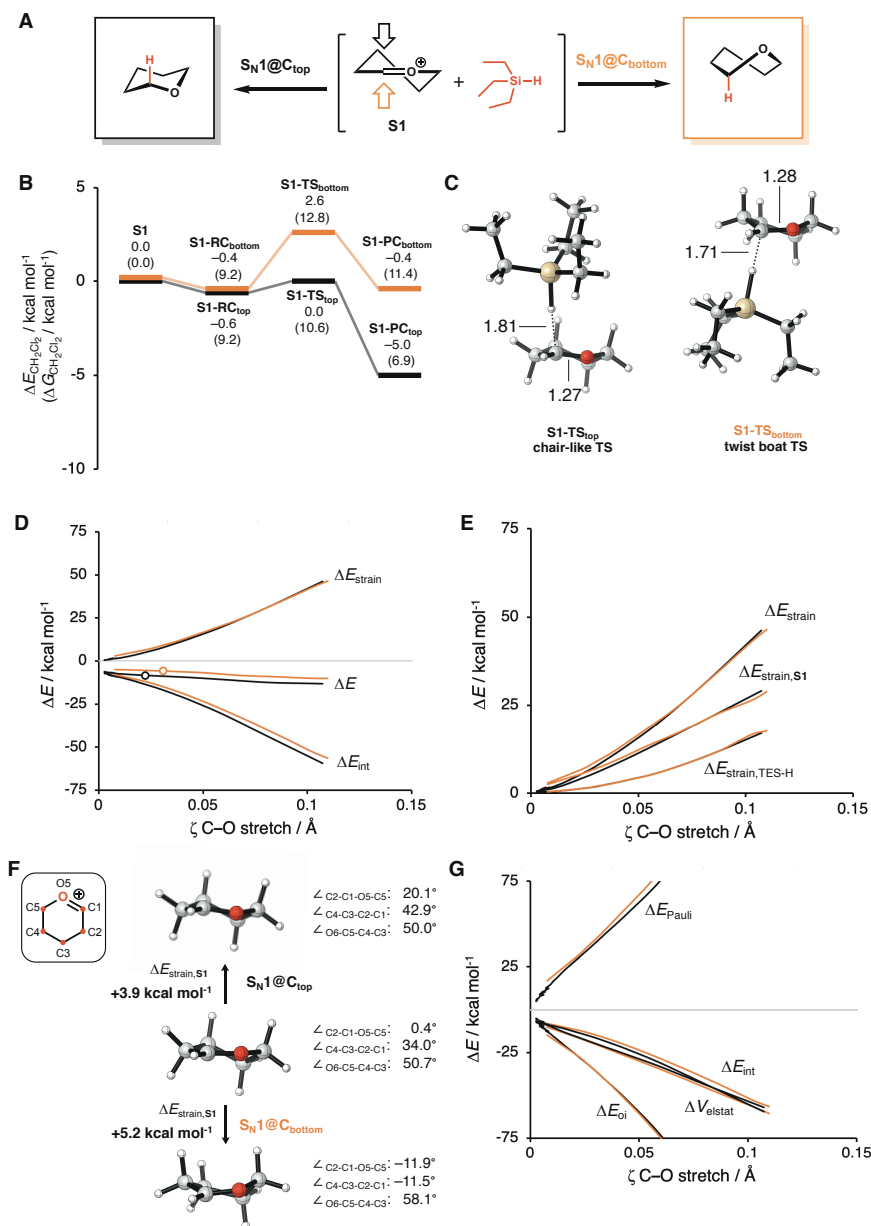 A
H
O
S_N1@C_top
O⊕
S1
+
Si–H
S_N1@C_bottom
O
H
B
5
0
-5
-10
ΔE_CH2Cl2 / kcal mol⁻¹
(ΔG_CH2Cl2 / kcal mol⁻¹)
S1
0.0
(0.0)
S1-RC_bottom
−0.4
(9.2)
S1-TS_bottom
2.6
(12.8)
S1-PC_bottom
−0.4
(11.4)
S1-RC_top
−0.6
(9.2)
S1-TS_top
0.0
(10.6)
S1-PC_top
−5.0
(6.9)
C
1.81
1.27
S1-TS_top
chair-like TS
1.28
1.71
S1-TS_bottom
twist boat TS
D
75
50
25
0
-25
-50
-75
ΔE / kcal mol⁻¹
ΔE_strain
ΔE
ΔE_int
0
0.05
0.1
0.15
ζ C–O stretch / Å
E
75
50
25
0
ΔE / kcal mol⁻¹
ΔE_strain
ΔE_strain,S1
ΔE_strain,TES-H
0
0.05
0.1
0.15
ζ C–O stretch / Å
F
O5
O⊕
C5
C1
C4
C2
C3
∠ C2-C1-O5-C5: 20.1°
∠ C4-C3-C2-C1: 42.9°
∠ O6-C5-C4-C3: 50.0°
ΔE_strain,S1
+3.9 kcal mol⁻¹
S_N1@C_top
∠ C2-C1-O5-C5: 0.4°
∠ C4-C3-C2-C1: 34.0°
∠ O6-C5-C4-C3: 50.7°
ΔE_strain,S1
+5.2 kcal mol⁻¹
S_N1@C_bottom
∠ C2-C1-O5-C5: −11.9°
∠ C4-C3-C2-C1: −11.5°
∠ O6-C5-C4-C3: 58.1°
G
75
25
-25
-75
ΔE / kcal mol⁻¹
ΔE_Pauli
ΔE_int
ΔV_elstat
ΔE_oi
0
0.05
0.1
0.15
ζ C–O stretch / Å